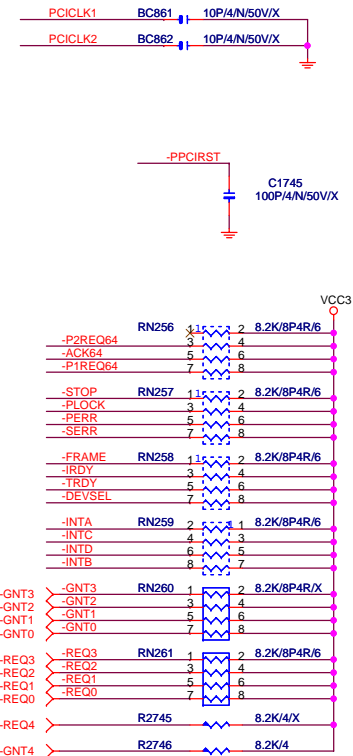 PCICLK1 BC861 10P/4/N/50V/X
PCICLK2 BC862 10P/4/N/50V/X
-PPCIRST
C1745
100P/4/N/50V/X
VCC3
RN256 1 1 2 8.2K/8P4R/6
-P2REQ64 3 4
-ACK64 5 6
-P1REQ64 7 8
-STOP RN257 1 1 2 8.2K/8P4R/6
-PLOCK 3 4
-PERR 5 6
-SERR 7 8
-FRAME RN258 1 1 2 8.2K/8P4R/6
-IRDY 3 4
-TRDY 5 6
-DEVSEL 7 8
-INTA RN259 2 1 1 8.2K/8P4R/6
-INTC 4 3
-INTD 6 5
-INTB 8 7
-GNT3 -GNT3 RN260 1 2 8.2K/8P4R/X
-GNT2 -GNT2 3 4
-GNT1 -GNT1 5 6
-GNT0 -GNT0 7 8
-REQ3 -REQ3 RN261 1 2 8.2K/8P4R/6
-REQ2 -REQ2 3 4
-REQ1 -REQ1 5 6
-REQ0 -REQ0 7 8
-REQ4 R2745 8.2K/4/X
-GNT4 R2746 8.2K/4